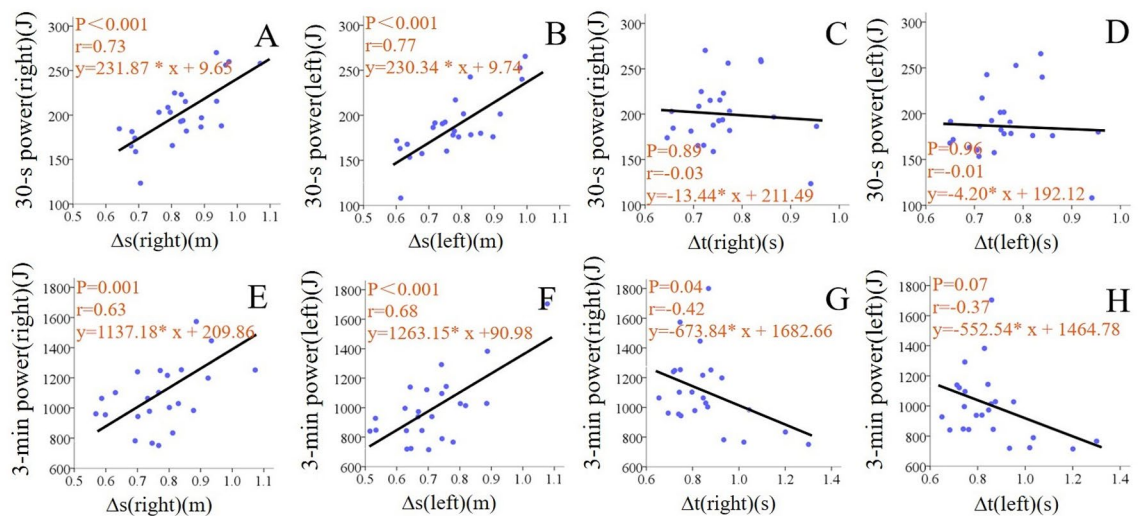 A
P＜0.001
r=0.73
y=231.87 * x + 9.65
30-s power(right)(J)
300
250
200
150
100
0.5 0.6 0.7 0.8 0.9 1.0 1.1
Δs(right)(m)
B
P＜0.001
r=0.77
y=230.34 * x + 9.74
30-s power(left)(J)
300
250
200
150
100
0.5 0.6 0.7 0.8 0.9 1.0 1.1
Δs(left)(m)
C
30-s power(right)(J)
300
250
200
150
100
P=0.89
r=-0.03
y=-13.44* x + 211.49
0.6 0.7 0.8 0.9 1.0
Δt(right)(s)
D
30-s power(left)(J)
300
250
200
150
100
P=0.96
r=-0.01
y=-4.20* x + 192.12
0.6 0.7 0.8 0.9 1.0
Δt(left)(s)
E
P=0.001
r=0.63
y=1137.18* x + 209.86
3-min power(right)(J)
1800
1600
1400
1200
1000
800
600
0.5 0.6 0.7 0.8 0.9 1.0 1.1
Δs(right)(m)
F
P＜0.001
r=0.68
y=1263.15* x +90.98
3-min power(left)(J)
1800
1600
1400
1200
1000
800
600
0.5 0.6 0.7 0.8 0.9 1.0 1.1
Δs(left)(m)
G
P=0.04
r=-0.42
y=-673.84* x + 1682.66
3-min power(right)(J)
1800
1600
1400
1200
1000
800
600
0.6 0.8 1.0 1.2 1.4
Δt(right)(s)
H
P=0.07
r=-0.37
y=-552.54* x + 1464.78
3-min power(left)(J)
1800
1600
1400
1200
1000
800
600
0.6 0.8 1.0 1.2 1.4
Δt(left)(s)